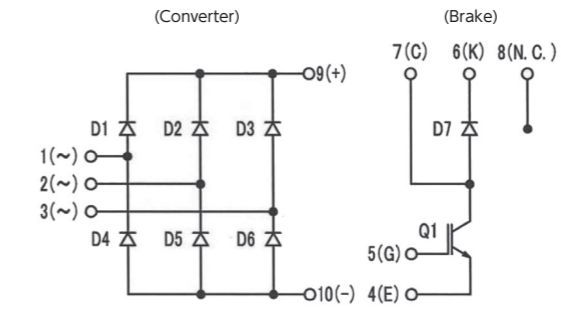 (Converter) (Brake)
7(C) 6(K) 8(N.C.)
9(+)
D1 D2 D3 D7
1(~)
2(~)
3(~)
Q1
D4 D5 D6
5(G)
10(-) 4(E)